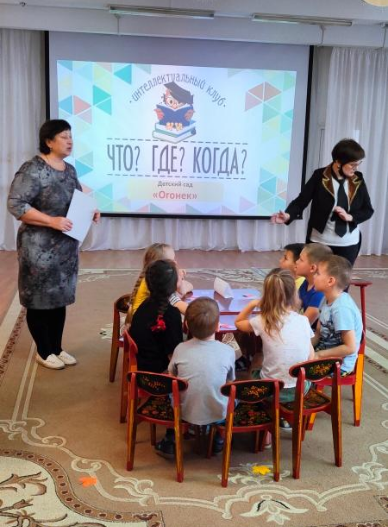 ИНТЕЛЛЕКТУАЛЬНЫЙ КЛУБ
ЧТО? ГДЕ? КОГДА?
Детский сад
«Огонек»